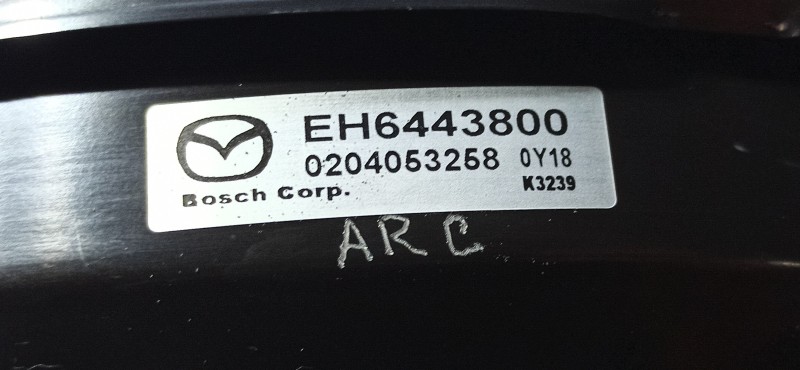 EH6443800
0204053258 0Y18
Bosch Corp. K3239
ARC